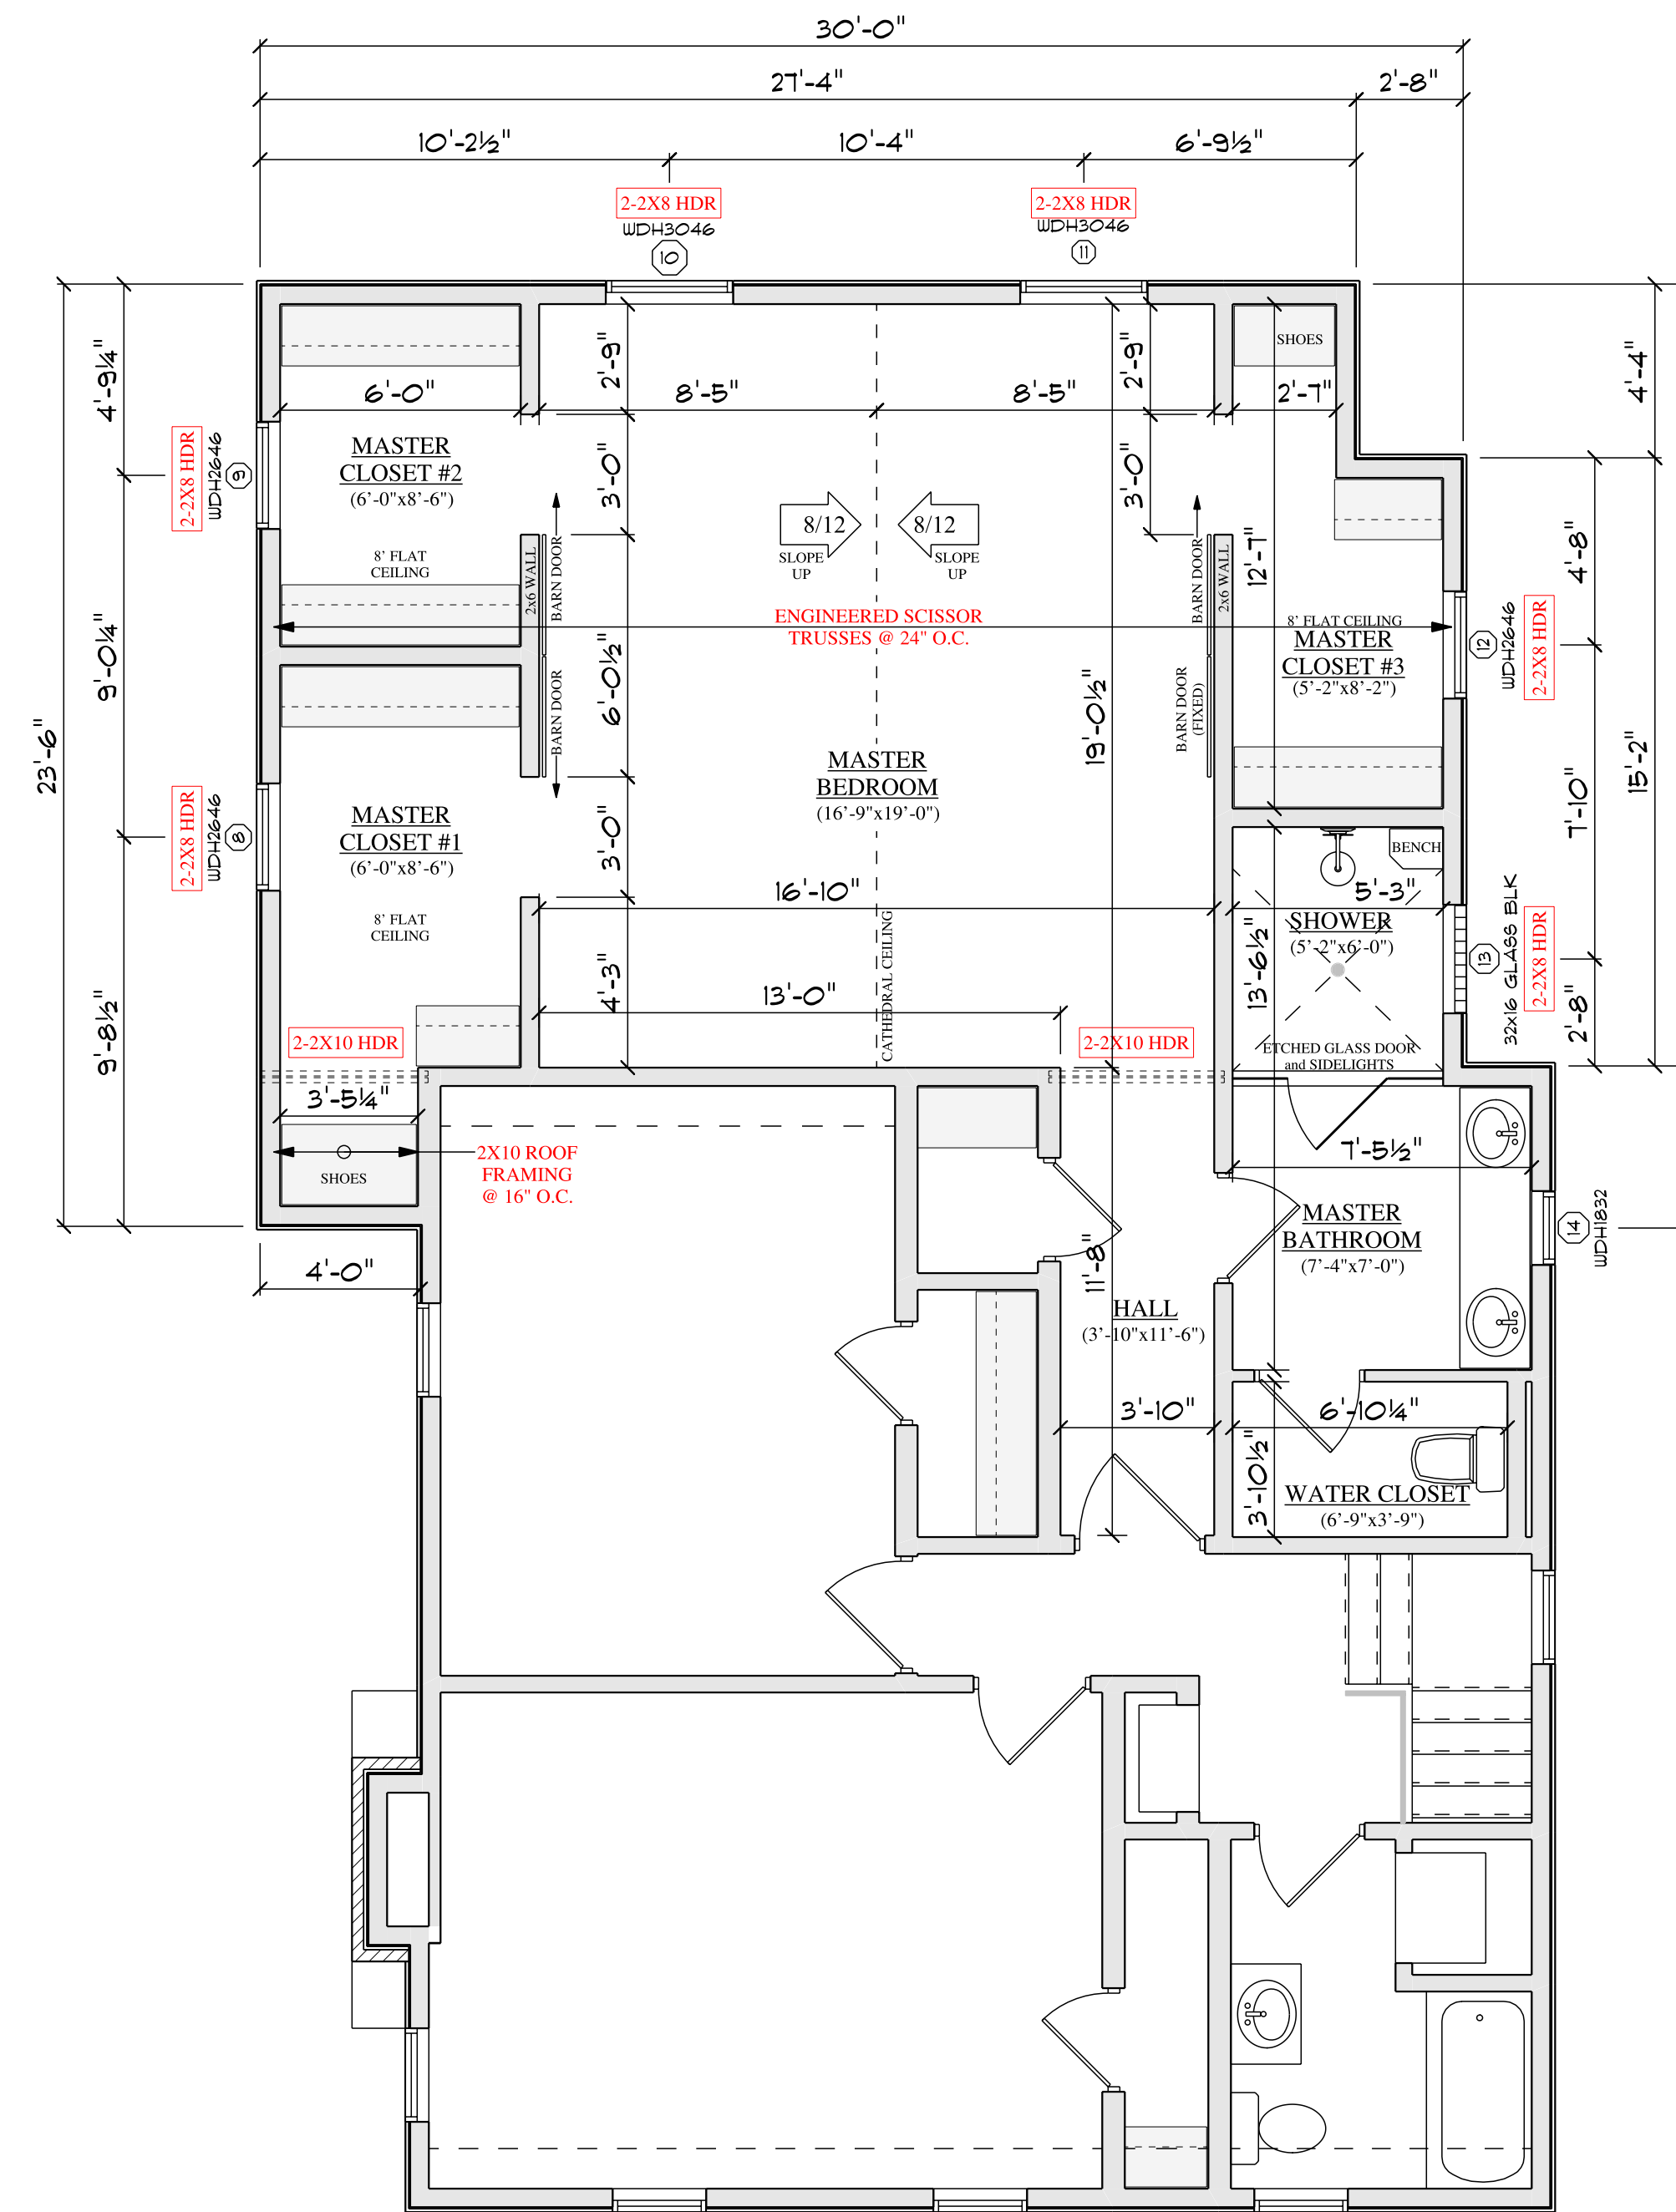 30'-0"
27'-4"
2'-8"
10'-2½"
10'-4"
6'-9½"
2-2X8 HDR
WDH3046
10
2-2X8 HDR
WDH3046
11
23'-6"
4'-9¼"
9'-0¼"
9'-8½"
2-2X8 HDR
WDH2646
9
2-2X8 HDR
WDH2646
8
6'-0"
MASTER
CLOSET #2
(6'-0"x8'-6")
8' FLAT
CEILING
2x6 WALL
BARN DOOR
BARN DOOR
MASTER
CLOSET #1
(6'-0"x8'-6")
8' FLAT
CEILING
2-2X10 HDR
3'-5¼"
SHOES
4'-0"
2X10 ROOF
FRAMING
@ 16" O.C.
2'-9"
3'-0"
6'-0½"
3'-0"
4'-3"
8'-5"
8'-5"
8/12
SLOPE
UP
8/12
SLOPE
UP
ENGINEERED SCISSOR
TRUSSES @ 24" O.C.
MASTER
BEDROOM
(16'-9"x19'-0")
16'-10"
13'-0"
CATHEDRAL CEILING
2-2X10 HDR
19'-0½"
2'-9"
3'-0"
BARN DOOR
2x6 WALL
BARN DOOR
(FIXED)
SHOES
2'-7"
12'-7"
8' FLAT CEILING
MASTER
CLOSET #3
(5'-2"x8'-2")
BENCH
5'-3"
SHOWER
(5'-2"x6'-0")
13'-6½"
ETCHED GLASS DOOR
and SIDELIGHTS
7'-5½"
MASTER
BATHROOM
(7'-4"x7'-0")
11'-8"
HALL
(3'-10"x11'-6")
3'-10"
6'-10¼"
3'-10½"
WATER CLOSET
(6'-9"x3'-9")
12
WDH2646
2-2X8 HDR
13
32x16 GLASS BLK
2-2X8 HDR
14
WDH1832
4'-4"
15'-2"
4'-8"
7'-10"
2'-8"